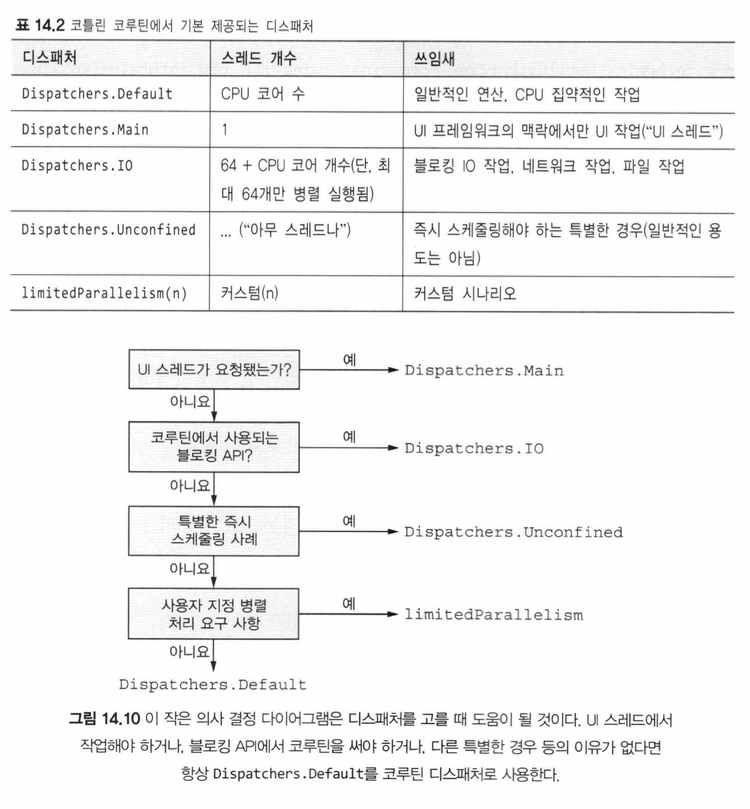 표 14.2 코틀린 코루틴에서 기본 제공되는 디스패처
디스패처 스레드 개수 쓰임새
Dispatchers.Default CPU 코어 수 일반적인 연산, CPU 집약적인 작업
Dispatchers.Main 1 UI 프레임워크의 맥락에서만 UI 작업(“UI 스레드”)
Dispatchers.IO 64 + CPU 코어 개수(단, 최 블로킹 IO 작업, 네트워크 작업, 파일 작업
대 64개만 병렬 실행됨)
Dispatchers.Unconfined ... (“아무 스레드나”) 즉시 스케줄링해야 하는 특별한 경우(일반적인 용
도는 아님)
limitedParallelism(n) 커스텀(n) 커스텀 시나리오
UI 스레드가 요청됐는가? 예 Dispatchers.Main
아니요
코루틴에서 사용되는
블로킹 API? 예 Dispatchers.IO
아니요
특별한 즉시
스케줄링 사례 예 Dispatchers.Unconfined
아니요
사용자 지정 병렬
처리 요구 사항 예 limitedParallelism
아니요
Dispatchers.Default
그림 14.10 이 작은 의사 결정 다이어그램은 디스패처를 고를 때 도움이 될 것이다. UI 스레드에서
작업해야 하거나, 블로킹 API에서 코루틴을 써야 하거나, 다른 특별한 경우 등의 이유가 없다면
항상 Dispatchers.Default를 코루틴 디스패처로 사용한다.